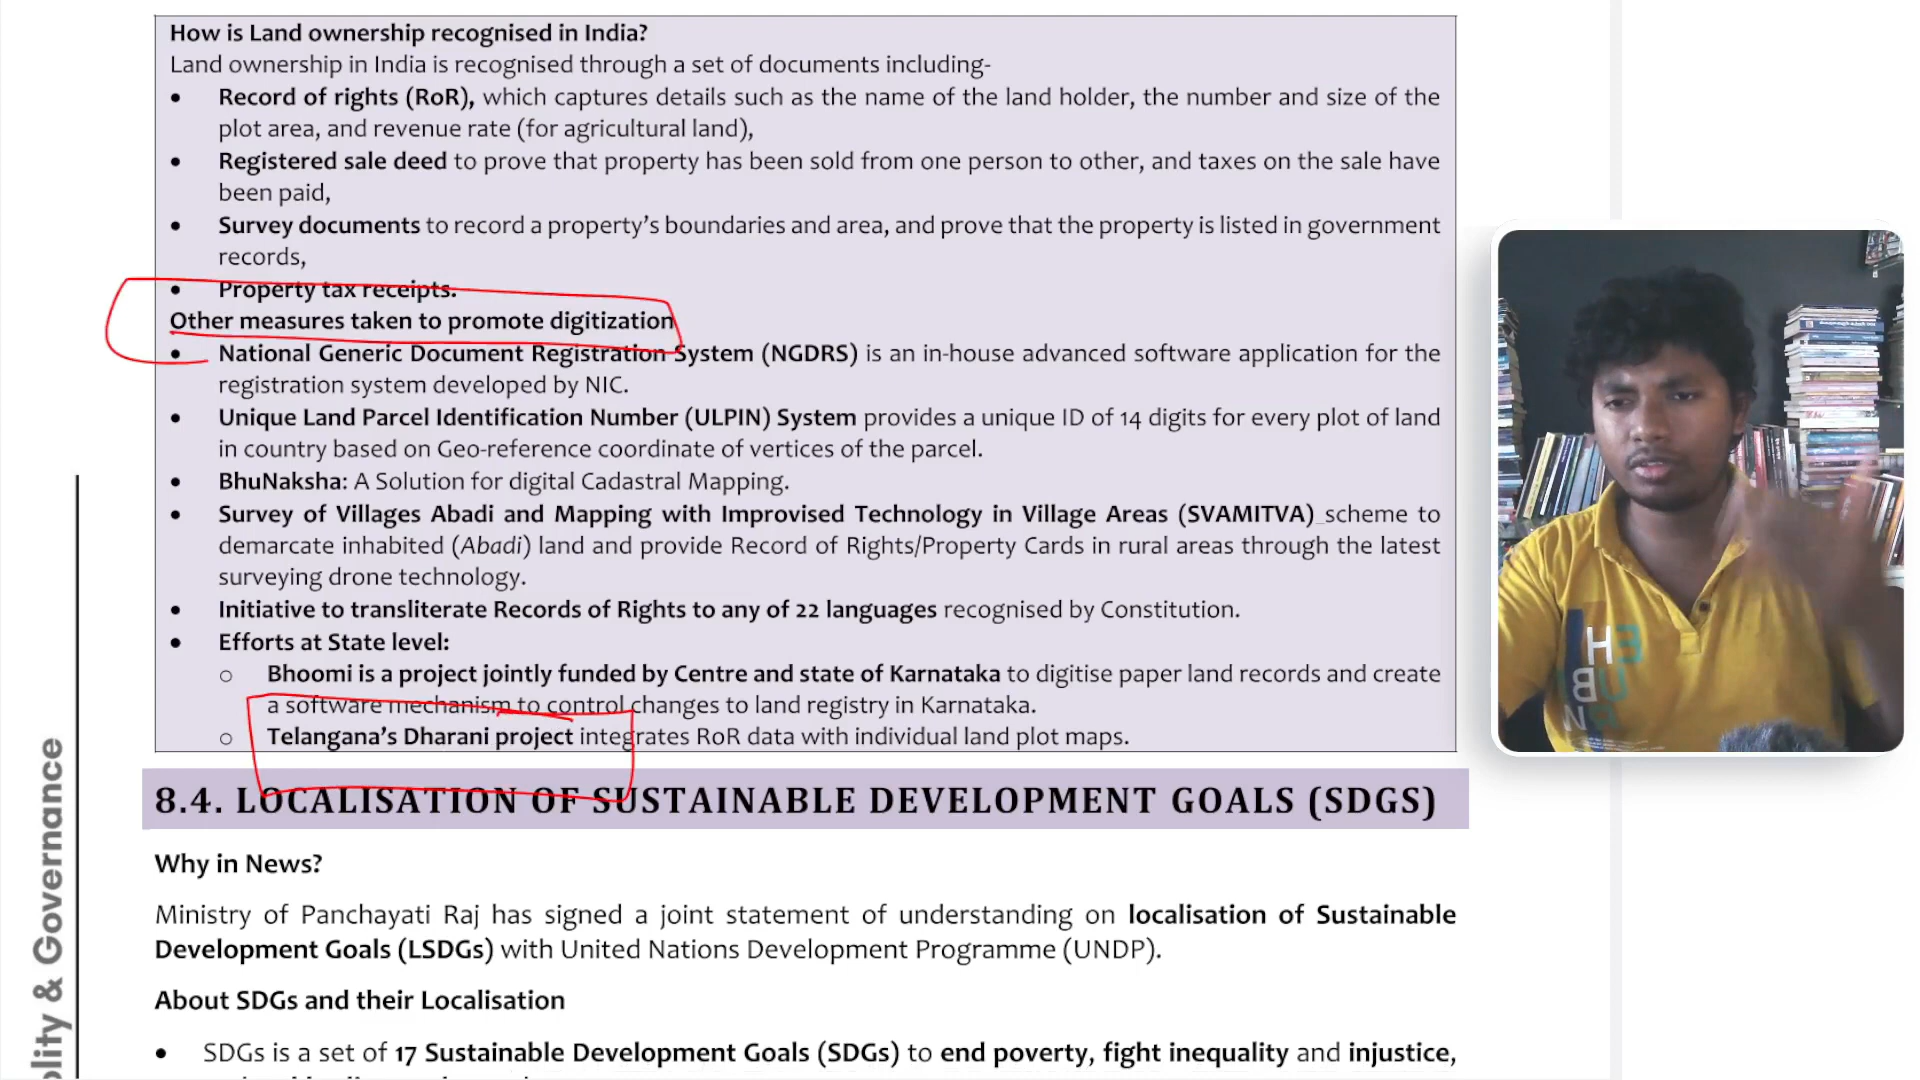 How is Land ownership recognised in India?
Land ownership in India is recognised through a set of documents including-
• Record of rights (RoR), which captures details such as the name of the land holder, the number and size of the
plot area, and revenue rate (for agricultural land),
• Registered sale deed to prove that property has been sold from one person to other, and taxes on the sale have
been paid,
• Survey documents to record a property's boundaries and area, and prove that the property is listed in government
records,
• Property tax receipts.
Other measures taken to promote digitization
• National Generic Document Registration System (NGDRS) is an in-house advanced software application for the
registration system developed by NIC.
• Unique Land Parcel Identification Number (ULPIN) System provides a unique ID of 14 digits for every plot of land
in country based on Geo-reference coordinate of vertices of the parcel.
• BhuNaksha: A Solution for digital Cadastral Mapping.
• Survey of Villages Abadi and Mapping with Improvised Technology in Village Areas (SVAMITVA) scheme to
demarcate inhabited (Abadi) land and provide Record of Rights/Property Cards in rural areas through the latest
surveying drone technology.
• Initiative to transliterate Records of Rights to any of 22 languages recognised by Constitution.
• Efforts at State level:
o Bhoomi is a project jointly funded by Centre and state of Karnataka to digitise paper land records and create
a software mechanism to control changes to land registry in Karnataka.
o Telangana's Dharani project integrates RoR data with individual land plot maps.
8.4. LOCALISATION OF SUSTAINABLE DEVELOPMENT GOALS (SDGS)
Why in News?
Ministry of Panchayati Raj has signed a joint statement of understanding on localisation of Sustainable
Development Goals (LSDGs) with United Nations Development Programme (UNDP).
About SDGs and their Localisation
• SDGs is a set of 17 Sustainable Development Goals (SDGs) to end poverty, fight inequality and injustice,
& Governance